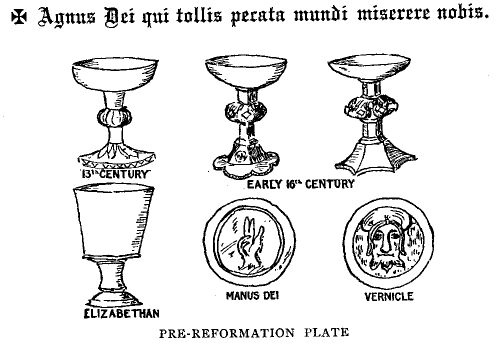 ✠ Agnus Dei qui tollis pecata mundi miserere nobis.
13th CENTURY
EARLY 16th CENTURY
ELIZABETHAN
MANUS DEI
VERNICLE
PRE-REFORMATION PLATE